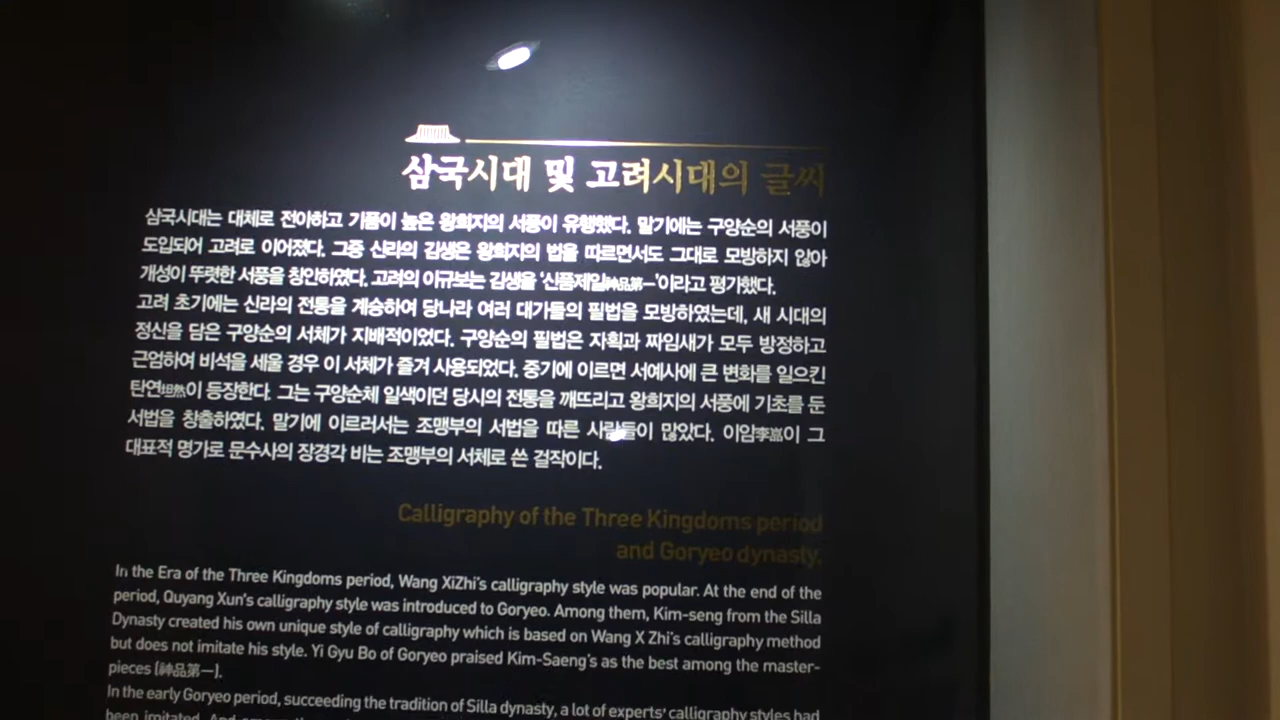 삼국시대 및 고려시대의 글씨
삼국시대는 대체로 전아하고 기품이 높은 왕희지의 서풍이 유행했다. 말기에는 구양순의 서풍이
도입되어 고려로 이어졌다. 그중 신라의 김생은 왕희지의 법을 따르면서도 그대로 모방하지 않아
개성이 뚜렷한 서풍을 창안하였다. 고려의 이규보는 김생을 ‘신품제일神品第一’이라고 평가했다.
고려 초기에는 신라의 전통을 계승하여 당나라 여러 대가들의 필법을 모방하였는데, 새 시대의
정신을 담은 구양순의 서체가 지배적이었다. 구양순의 필법은 자획과 짜임새가 모두 방정하고
근엄하여 비석을 세울 경우 이 서체가 즐겨 사용되었다. 중기에 이르면 서예사에 큰 변화를 일으킨
탄연坦然이 등장한다. 그는 구양순체 일색이던 당시의 전통을 깨뜨리고 왕희지의 서풍에 기초를 둔
서법을 창출하였다. 말기에 이르러서는 조맹부의 서법을 따른 사람들이 많았다. 이암李嵓이 그
대표적 명가로 문수사의 장경각 비는 조맹부의 서체로 쓴 걸작이다.
Calligraphy of the Three Kingdoms period
and Goryeo dynasty.
In the Era of the Three Kingdoms period, Wang XiZhi's calligraphy style was popular. At the end of the
period, Quyang Xun's calligraphy style was introduced to Goryeo. Among them, Kim-seng from the Silla
Dynasty created his own unique style of calligraphy which is based on Wang X Zhi's calligraphy method
but does not imitate his style. Yi Gyu Bo of Goryeo praised Kim-Saeng's as the best among the master-
pieces (神品第一).
In the early Goryeo period, succeeding the tradition of Silla dynasty, a lot of experts' calligraphy styles had
been imitated. And